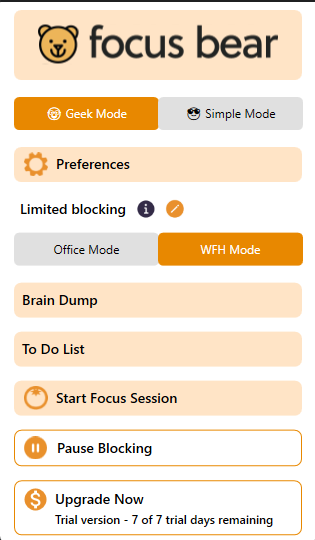 focus bear
Geek Mode
Simple Mode
Preferences
Limited blocking
Office Mode
WFH Mode
Brain Dump
To Do List
Start Focus Session
Pause Blocking
Upgrade Now
Trial version - 7 of 7 trial days remaining